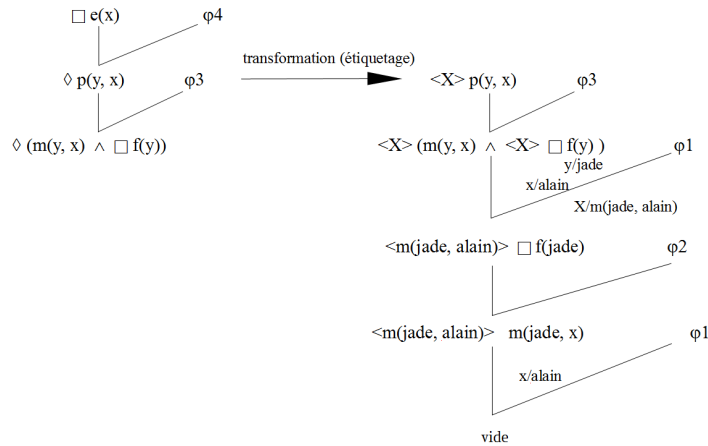 □ e(x) φ4
transformation (étiquetage)
◊ p(y, x) φ3 <X> p(y, x) φ3
◊ (m(y, x) ∧ □ f(y)) <X> (m(y, x) ∧ <X> □ f(y) ) φ1
y/jade
x/alain
X/m(jade, alain)
<m(jade, alain)> □ f(jade) φ2
<m(jade, alain)> m(jade, x) φ1
x/alain
vide